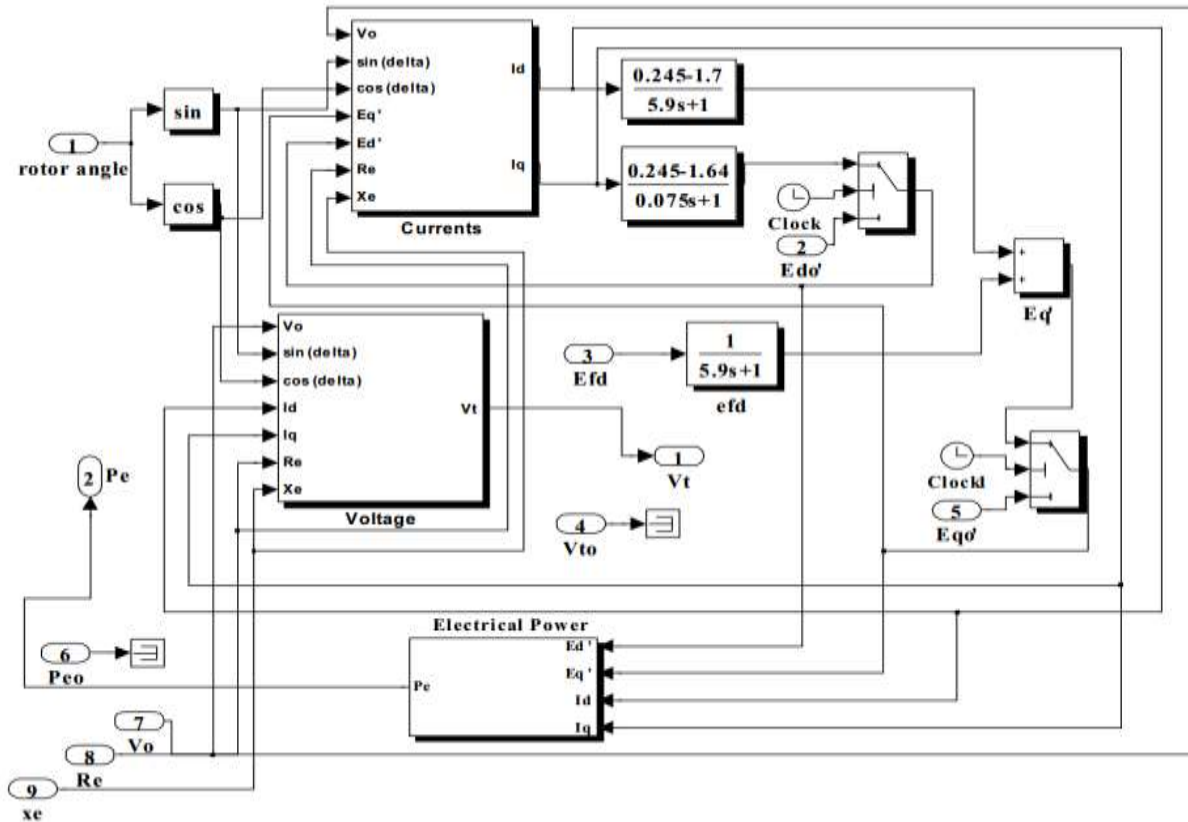 Vo
sin (delta)
cos (delta)
Eq'
Ed'
Re
Xe
Id
Iq
Currents
sin
cos
1
rotor angle
0.245-1.7
5.9s+1
0.245-1.64
0.075s+1
Clock
2
Edo'
+
+
Eq'
Vo
sin (delta)
cos (delta)
Id
Iq
Re
Xe
Vt
Voltage
3
Efd
1
5.9s+1
efd
1
Vt
4
Vto
Clock1
5
Eqo'
2
Pe
Electrical Power
Ed'
Eq'
Id
Iq
Pe
6
Peo
7
Vo
8
Re
9
xe